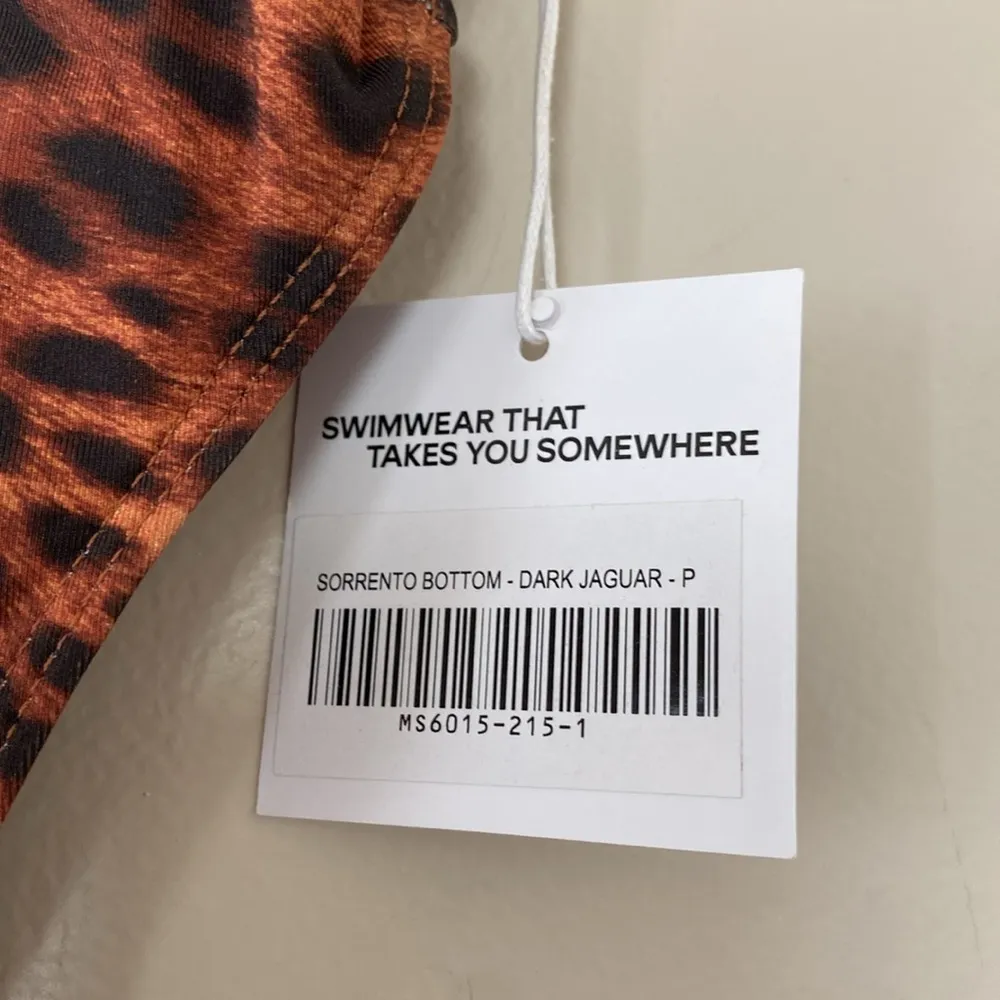 SWIMWEAR THAT
TAKES YOU SOMEWHERE
SORRENTO BOTTOM - DARK JAGUAR - P
MS6015-215-1